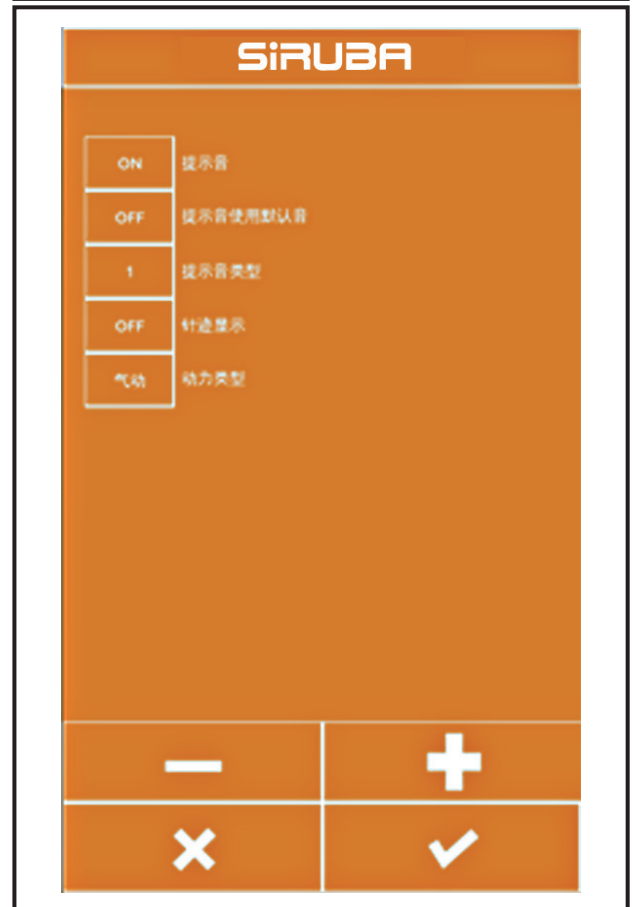 SiRUBA
ON 提示音
OFF 提示音使用默认音
1 提示音类型
OFF 针迹显示
气动 动力类型